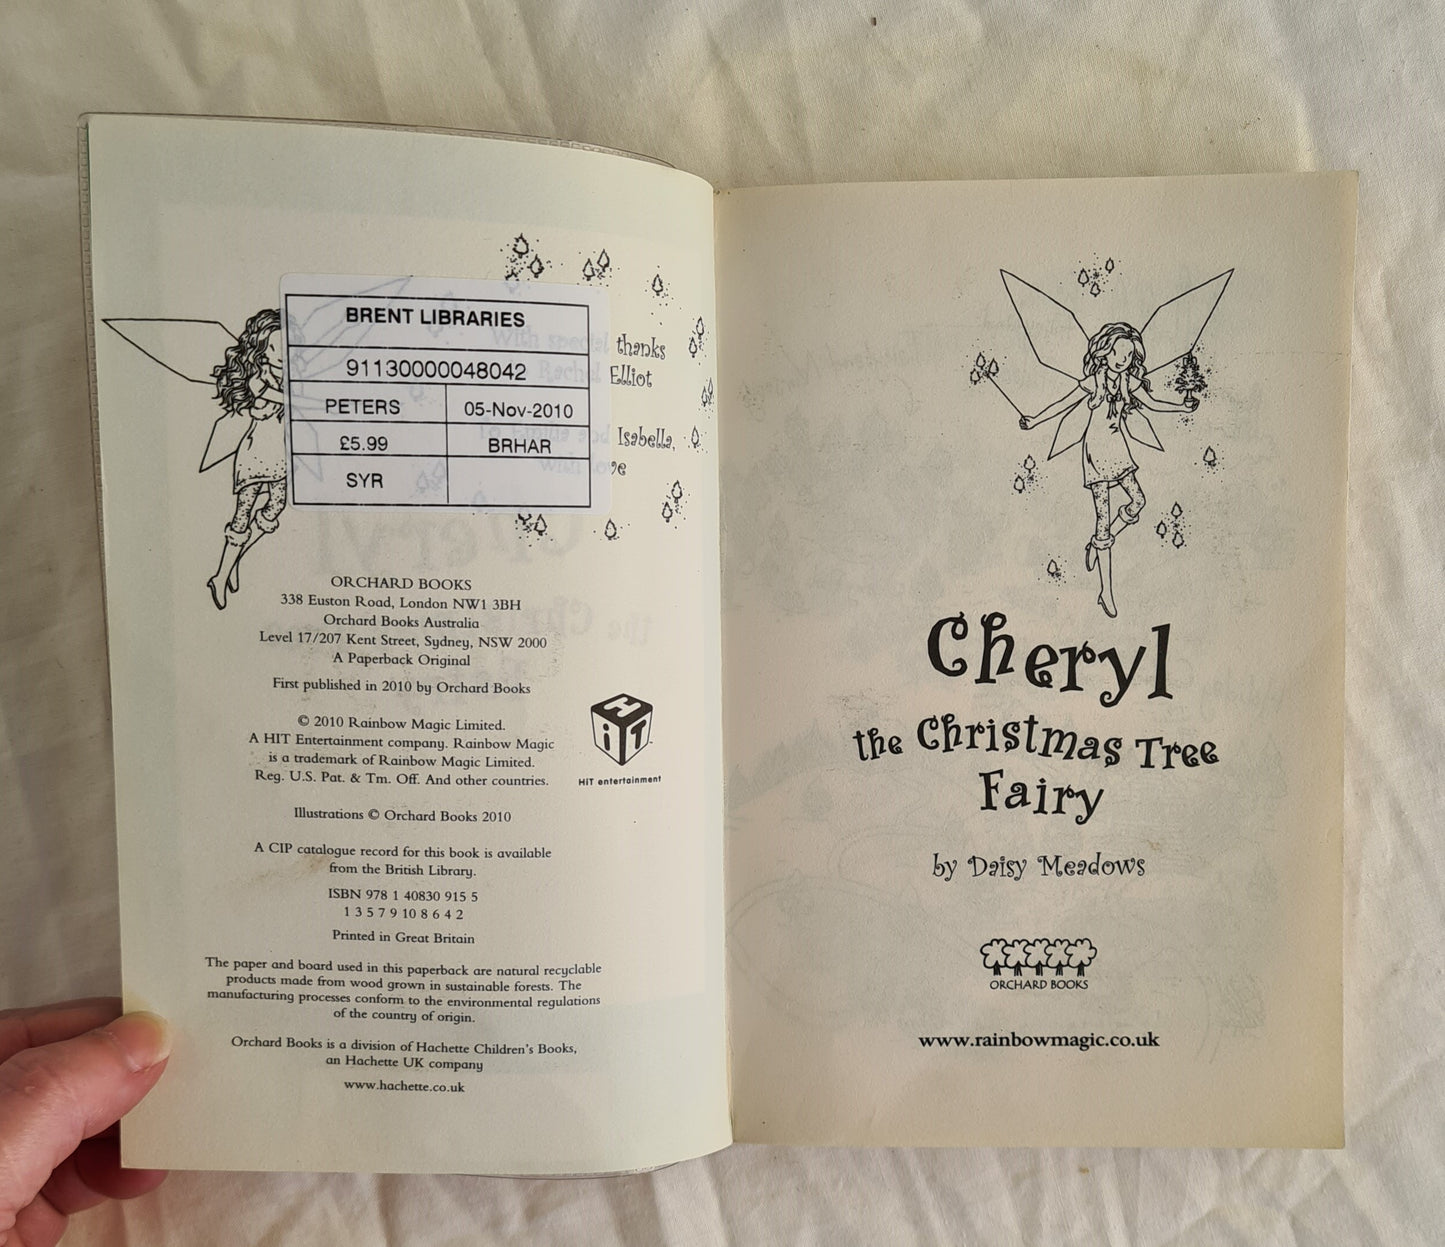 BRENT LIBRARIES
91130000048042
PETERS 05-Nov-2010
£5.99 BRHAR
SYR
With special thanks
Rachel Elliot
Isabella,
with love
ORCHARD BOOKS
338 Euston Road, London NW1 3BH
Orchard Books Australia
Level 17/207 Kent Street, Sydney, NSW 2000
A Paperback Original
First published in 2010 by Orchard Books
© 2010 Rainbow Magic Limited.
A HIT Entertainment company. Rainbow Magic
is a trademark of Rainbow Magic Limited.
Reg. U.S. Pat. & Tm. Off. And other countries.
HiT
HiT entertainment
Illustrations © Orchard Books 2010
A CIP catalogue record for this book is available
from the British Library.
ISBN 978 1 40830 915 5
1 3 5 7 9 10 8 6 4 2
Printed in Great Britain
The paper and board used in this paperback are natural recyclable
products made from wood grown in sustainable forests. The
manufacturing processes conform to the environmental regulations
of the country of origin.
Orchard Books is a division of Hachette Children's Books,
an Hachette UK company
www.hachette.co.uk
Cheryl
the Christmas Tree
Fairy
by Daisy Meadows
ORCHARD BOOKS
www.rainbowmagic.co.uk